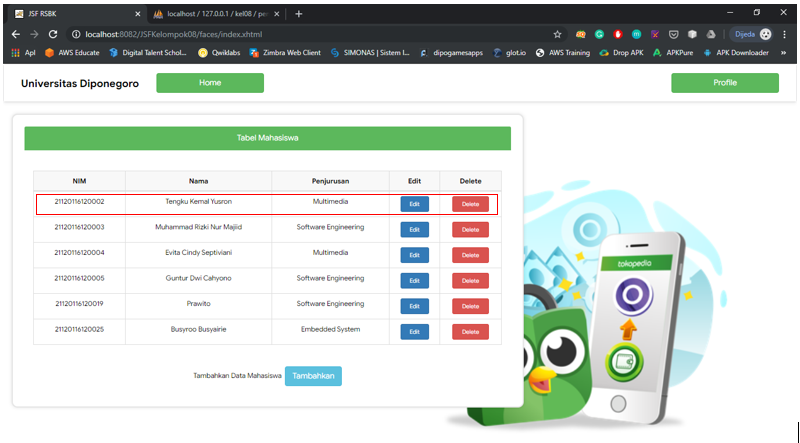 JSF RSBK
localhost / 127.0.0.1 / kel08 / pe
localhost:8082/JSFKelompok08/faces/index.xhtml
Dijeda
Apl AWS Educate Digital Talent Schol... Qwiklabs Zimbra Web Client SIMONAS | Sistem I... dipogamesapps glot.io AWS Training Drop APK APKPure APK Downloader
Universitas Diponegoro Home Profile
Tabel Mahasiswa
NIM Nama Penjurusan Edit Delete
21120116120002 Tengku Kemal Yusron Multimedia Edit Delete
21120116120003 Muhammad Rizki Nur Majiid Software Engineering Edit Delete
21120116120004 Evita Cindy Septiviani Multimedia Edit Delete
21120116120005 Guntur Dwi Cahyono Software Engineering Edit Delete
21120116120019 Prawito Software Engineering Edit Delete
21120116120025 Busyroo Busyairie Embedded System Edit Delete
Tambahkan Data Mahasiswa Tambahkan
tokopedia